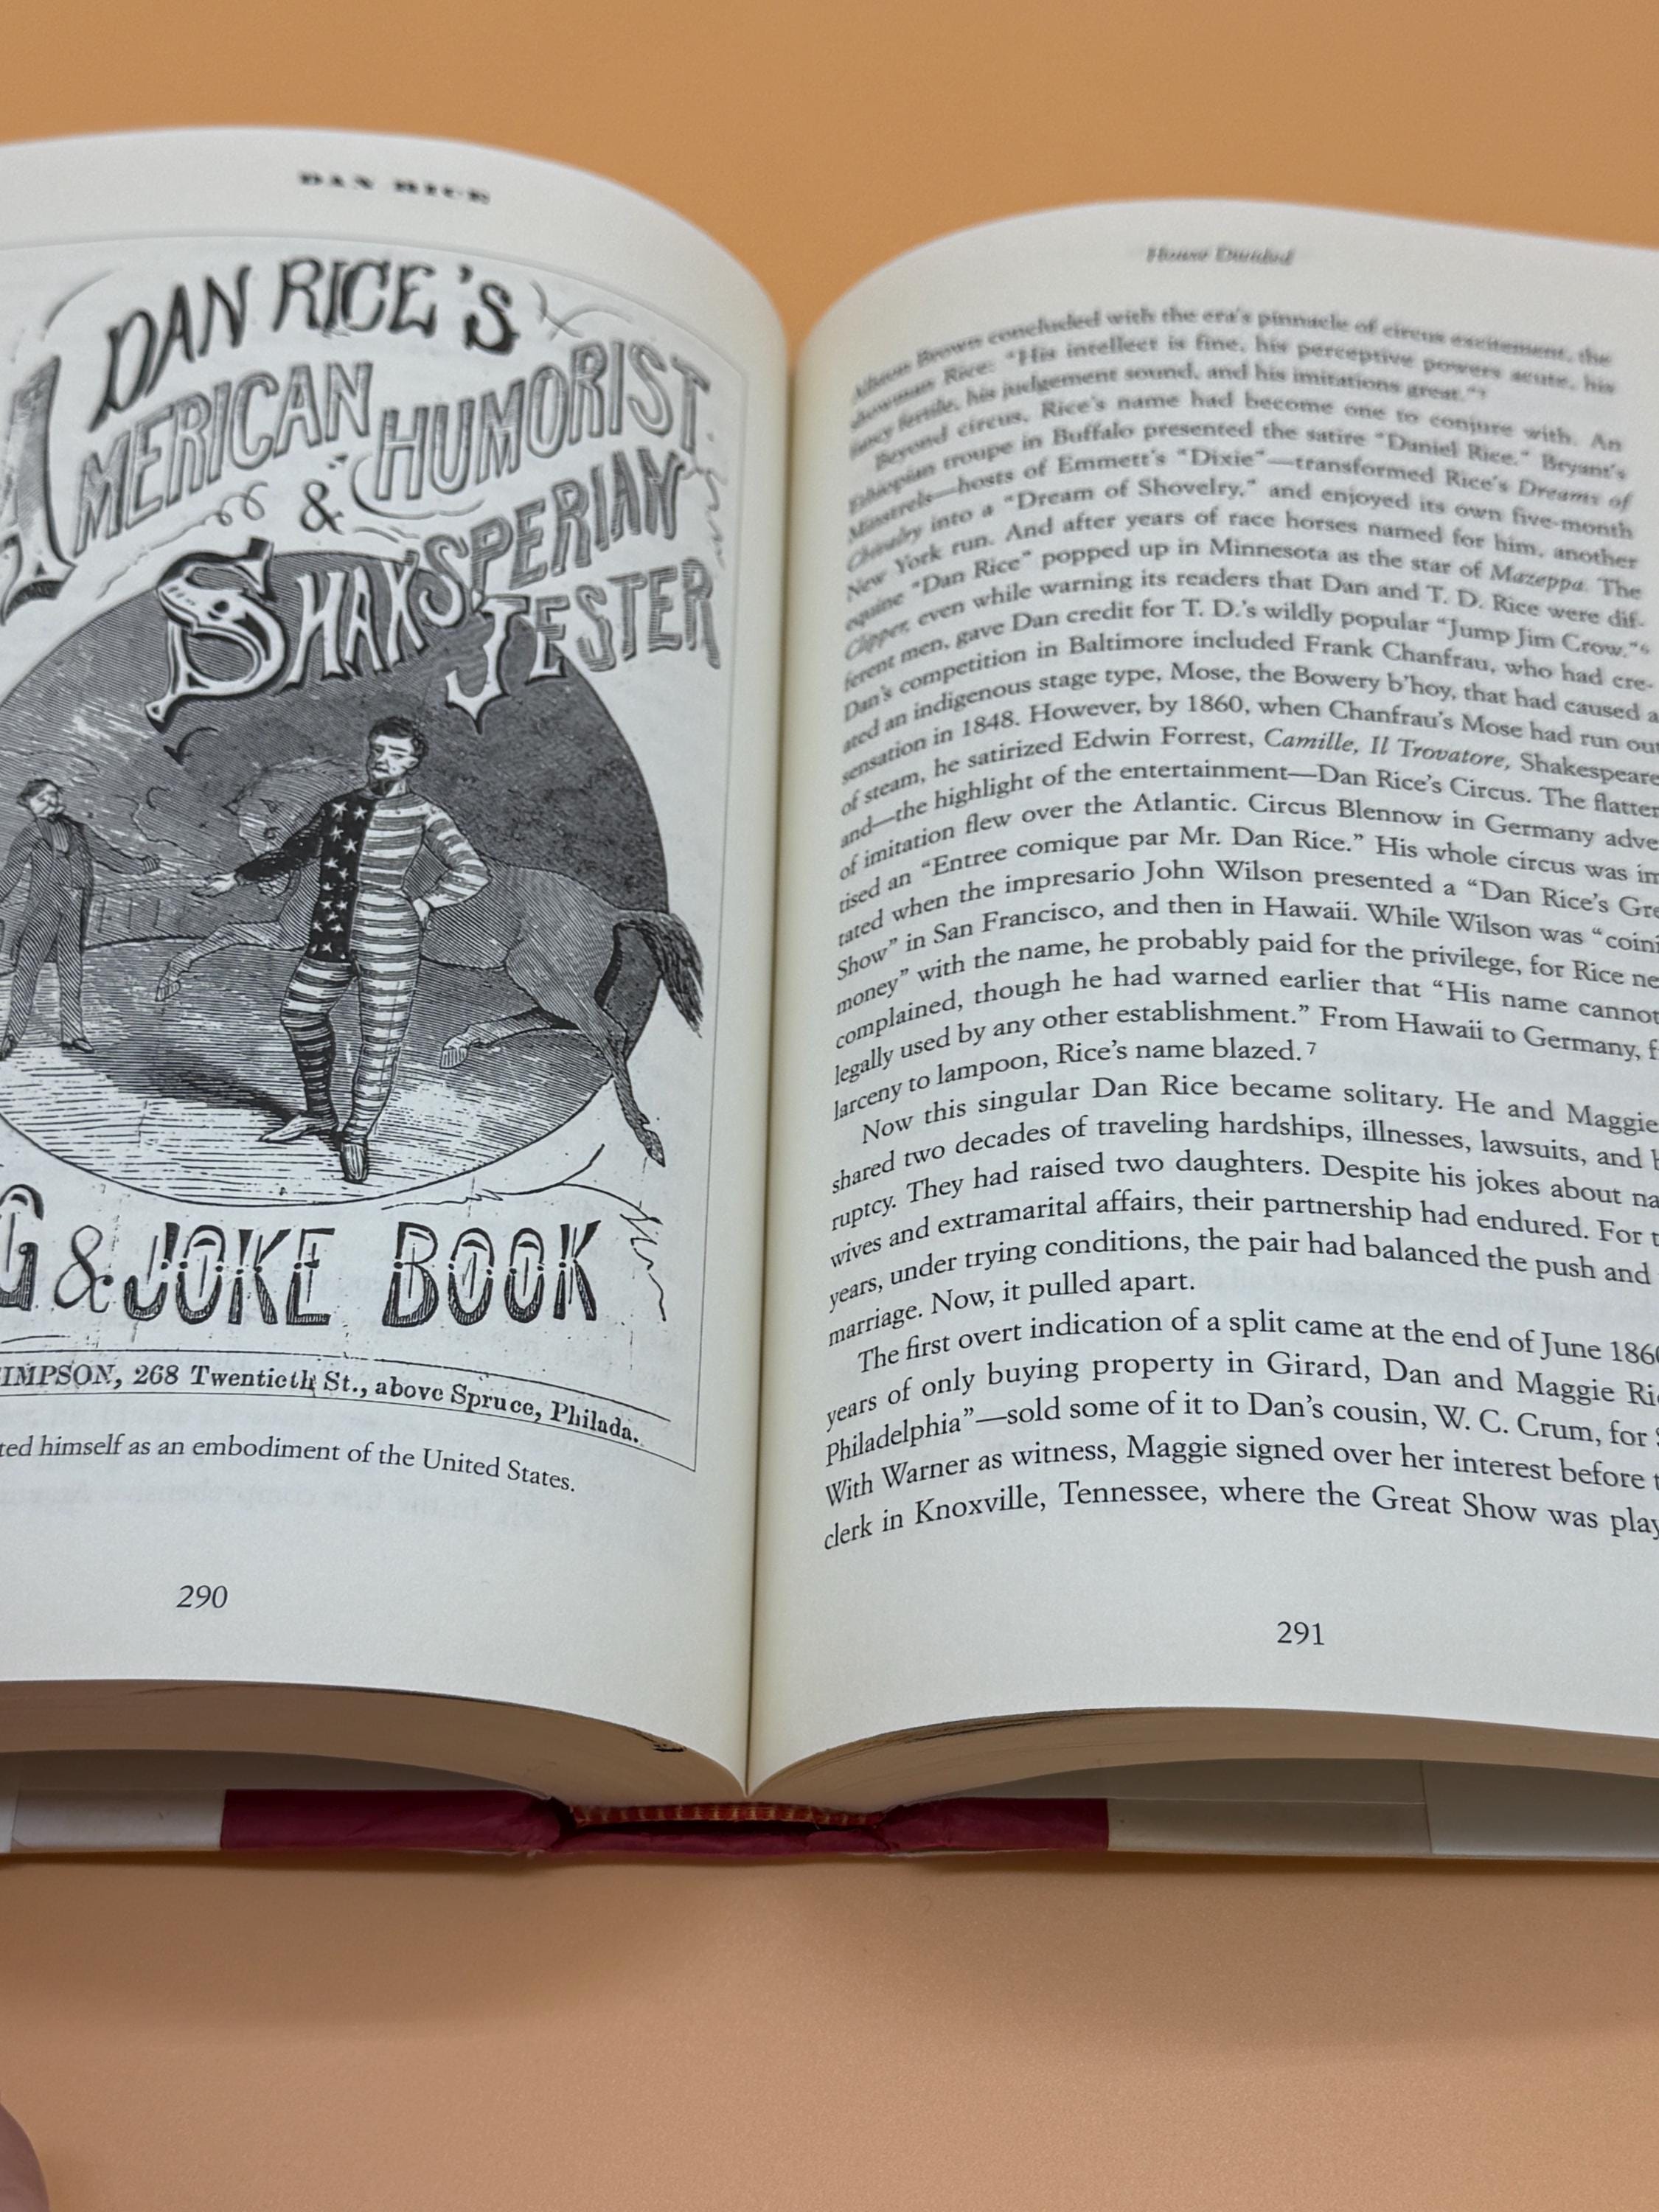 DAN RICE
DAN RICE'S
AMERICAN HUMORIST
&
SHAKSPERIAN
JESTER
G & JOKE BOOK
IMPSON, 268 Twentieth St., above Spruce, Philada.
ted himself as an embodiment of the United States.
290
House Divided
Brown concluded with the era's pinnacle of circus excitement, the
howman Rice: "His intellect is fine, his perceptive powers acute, his
fancy fertile, his judgement sound, and his imitations great."
Beyond circus, Rice's name had become one to conjure with. An
Ethiopian troupe in Buffalo presented the satire "Daniel Rice." Bryant's
Minstrels—hosts of Emmett's "Dixie"—transformed Rice's Dreams of
Chivalry into a "Dream of Shovelry," and enjoyed its own five-month
New York run. And after years of race horses named for him, another
equine "Dan Rice" popped up in Minnesota as the star of Mazeppa. The
Clipper, even while warning its readers that Dan and T. D. Rice were dif-
ferent men, gave Dan credit for T. D.'s wildly popular "Jump Jim Crow."6
Dan's competition in Baltimore included Frank Chanfrau, who had cre-
ated an indigenous stage type, Mose, the Bowery b'hoy, that had caused a
sensation in 1848. However, by 1860, when Chanfrau's Mose had run out
of steam, he satirized Edwin Forrest, Camille, Il Trovatore, Shakespeare
and—the highlight of the entertainment—Dan Rice's Circus. The flatter
of imitation flew over the Atlantic. Circus Blennow in Germany adve
tised an "Entree comique par Mr. Dan Rice." His whole circus was im
tated when the impresario John Wilson presented a "Dan Rice's Gre
Show" in San Francisco, and then in Hawaii. While Wilson was "coini
money" with the name, he probably paid for the privilege, for Rice ne
complained, though he had warned earlier that "His name cannot
legally used by any other establishment." From Hawaii to Germany, f
larceny to lampoon, Rice's name blazed.7
Now this singular Dan Rice became solitary. He and Maggie
shared two decades of traveling hardships, illnesses, lawsuits, and b
ruptcy. They had raised two daughters. Despite his jokes about na
wives and extramarital affairs, their partnership had endured. For t
years, under trying conditions, the pair had balanced the push and
marriage. Now, it pulled apart.
The first overt indication of a split came at the end of June 186
years of only buying property in Girard, Dan and Maggie Ri
Philadelphia"—sold some of it to Dan's cousin, W. C. Crum, for
With Warner as witness, Maggie signed over her interest before t
clerk in Knoxville, Tennessee, where the Great Show was play
291